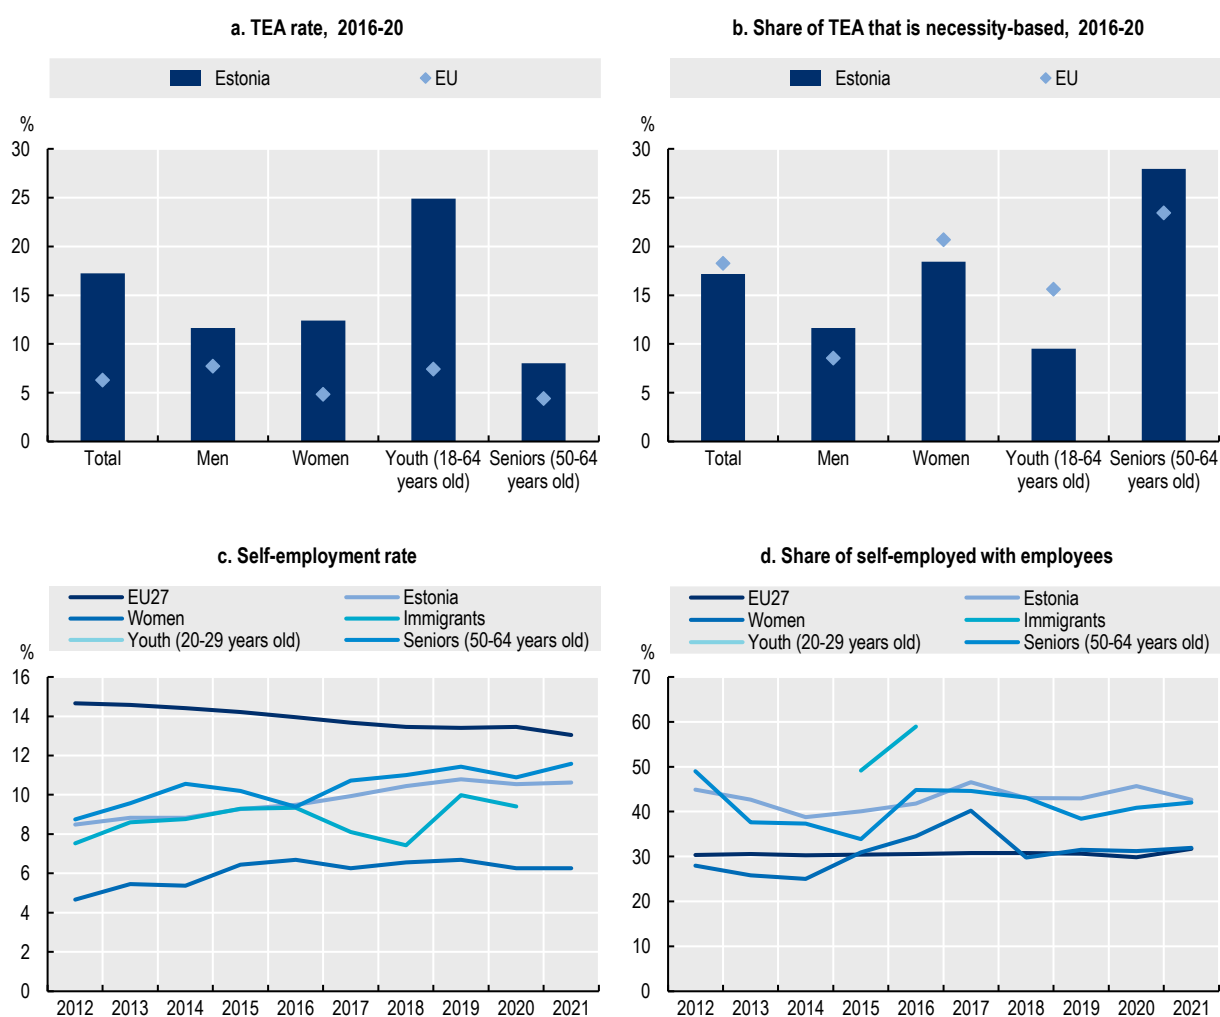 a. TEA rate, 2016-20
Estonia
EU
%
30
25
20
15
10
5
0
Total
Men
Women
Youth (18-64
years old)
Seniors (50-64
years old)
b. Share of TEA that is necessity-based, 2016-20
Estonia
EU
%
30
25
20
15
10
5
0
Total
Men
Women
Youth (18-64
years old)
Seniors (50-64
years old)
c. Self-employment rate
EU27
Estonia
Women
Immigrants
Youth (20-29 years old)
Seniors (50-64 years old)
%
16
14
12
10
8
6
4
2
0
2012 2013 2014 2015 2016 2017 2018 2019 2020 2021
d. Share of self-employed with employees
EU27
Estonia
Women
Immigrants
Youth (20-29 years old)
Seniors (50-64 years old)
%
70
60
50
40
30
20
10
0
2012 2013 2014 2015 2016 2017 2018 2019 2020 2021